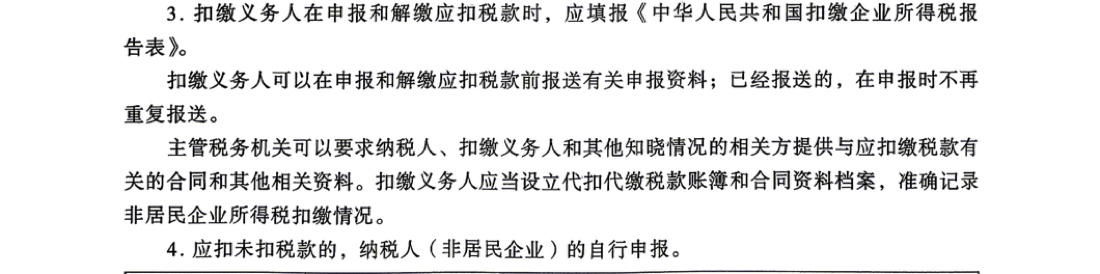 3. 扣缴义务人在申报和解缴应扣税款时，应填报《中华人民共和国扣缴企业所得税报
告表》。
扣缴义务人可以在申报和解缴应扣税款前报送有关申报资料；已经报送的，在申报时不再
重复报送。
主管税务机关可以要求纳税人、扣缴义务人和其他知晓情况的相关方提供与应扣缴税款有
关的合同和其他相关资料。扣缴义务人应当设立代扣代缴税款账簿和合同资料档案，准确记录
非居民企业所得税扣缴情况。
4. 应扣未扣税款的，纳税人（非居民企业）的自行申报。